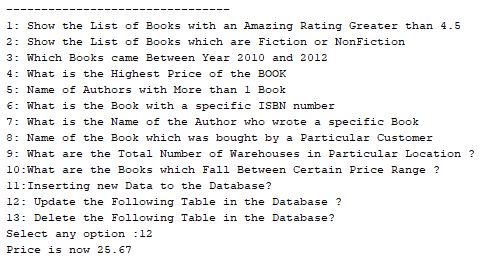 --------------------------------
1: Show the List of Books with an Amazing Rating Greater than 4.5
2: Show the List of Books which are Fiction or NonFiction
3: Which Books came Between Year 2010 and 2012
4: What is the Highest Price of the BOOK
5: Name of Authors with More than 1 Book
6: What is the Book with a specific ISBN number
7: What is the Name of the Author who wrote a specific Book
8: Name of the Book which was bought by a Particular Customer
9: What are the Total Number of Warehouses in Particular Location ?
10:What are the Books which Fall Between Certain Price Range ?
11:Inserting new Data to the Database?
12: Update the Following Table in the Database ?
13: Delete the Following Table in the Database?
Select any option :12
Price is now 25.67